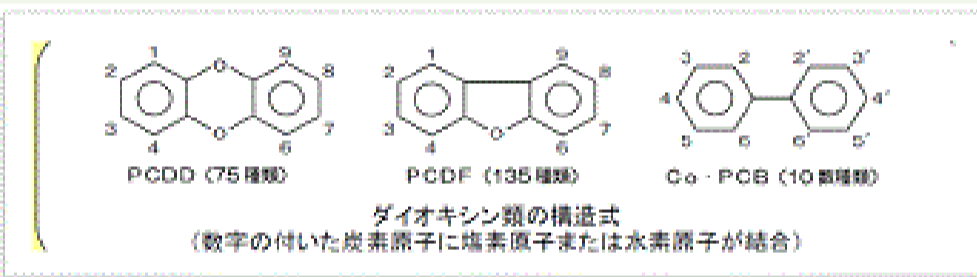 1 9 1 9 3 2 2' 3'
2 O 8 2 8 4 4'
3 O 7 3 O 7 5 6 6' 5'
4 6 4 6
PCDD（75種類） PCDF（135種類） Co・PCB（10数種類）
ダイオキシン類の構造式
（数字の付いた炭素原子に塩素原子または水素原子が結合）